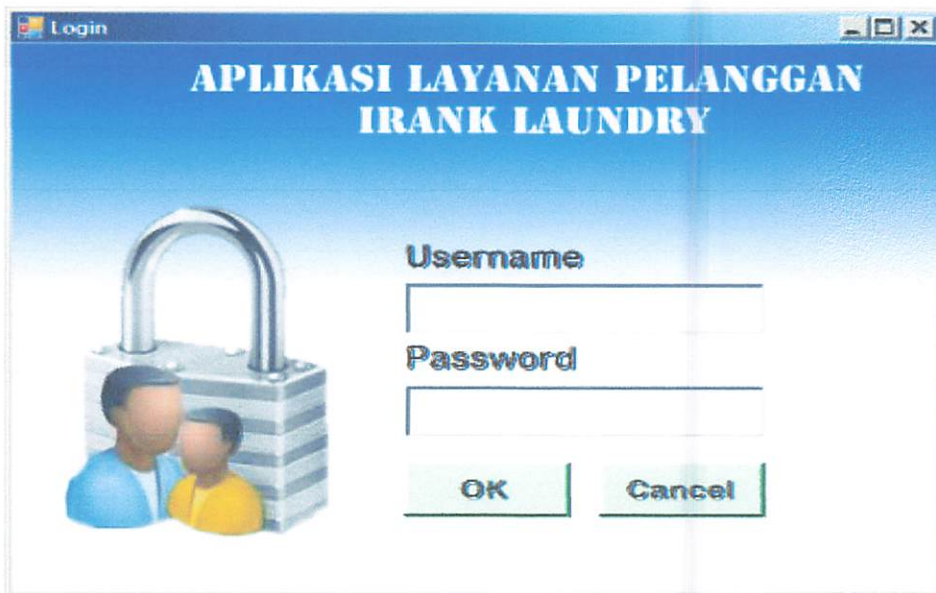 Login
APLIKASI LAYANAN PELANGGAN
IRANK LAUNDRY
Username
Password
OK
Cancel